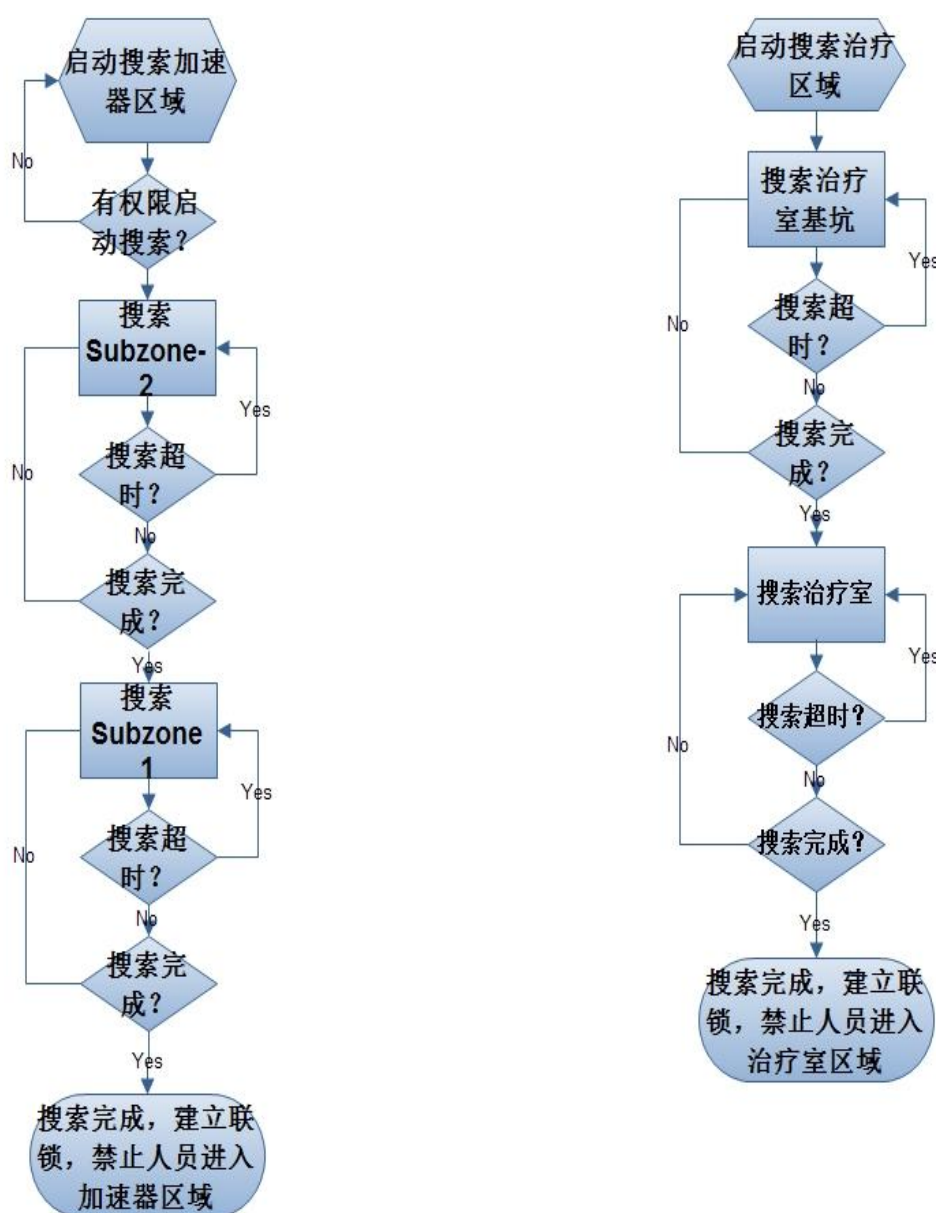 启动搜索加速
器区域
No
有权限启
动搜索?
搜索
Subzone-
2
Yes
No
搜索超
时?
No
搜索完
成?
Yes
搜索
Subzone
1
Yes
No
搜索超
时?
No
搜索完
成?
Yes
搜索完成，建立联
锁，禁止人员进入
加速器区域
启动搜索治疗
区域
搜索治疗
室基坑
Yes
No
搜索超
时?
No
搜索完
成?
Yes
搜索治疗室
Yes
No
搜索超时?
No
搜索完成?
Yes
搜索完成，建立联
锁，禁止人员进入
治疗室区域